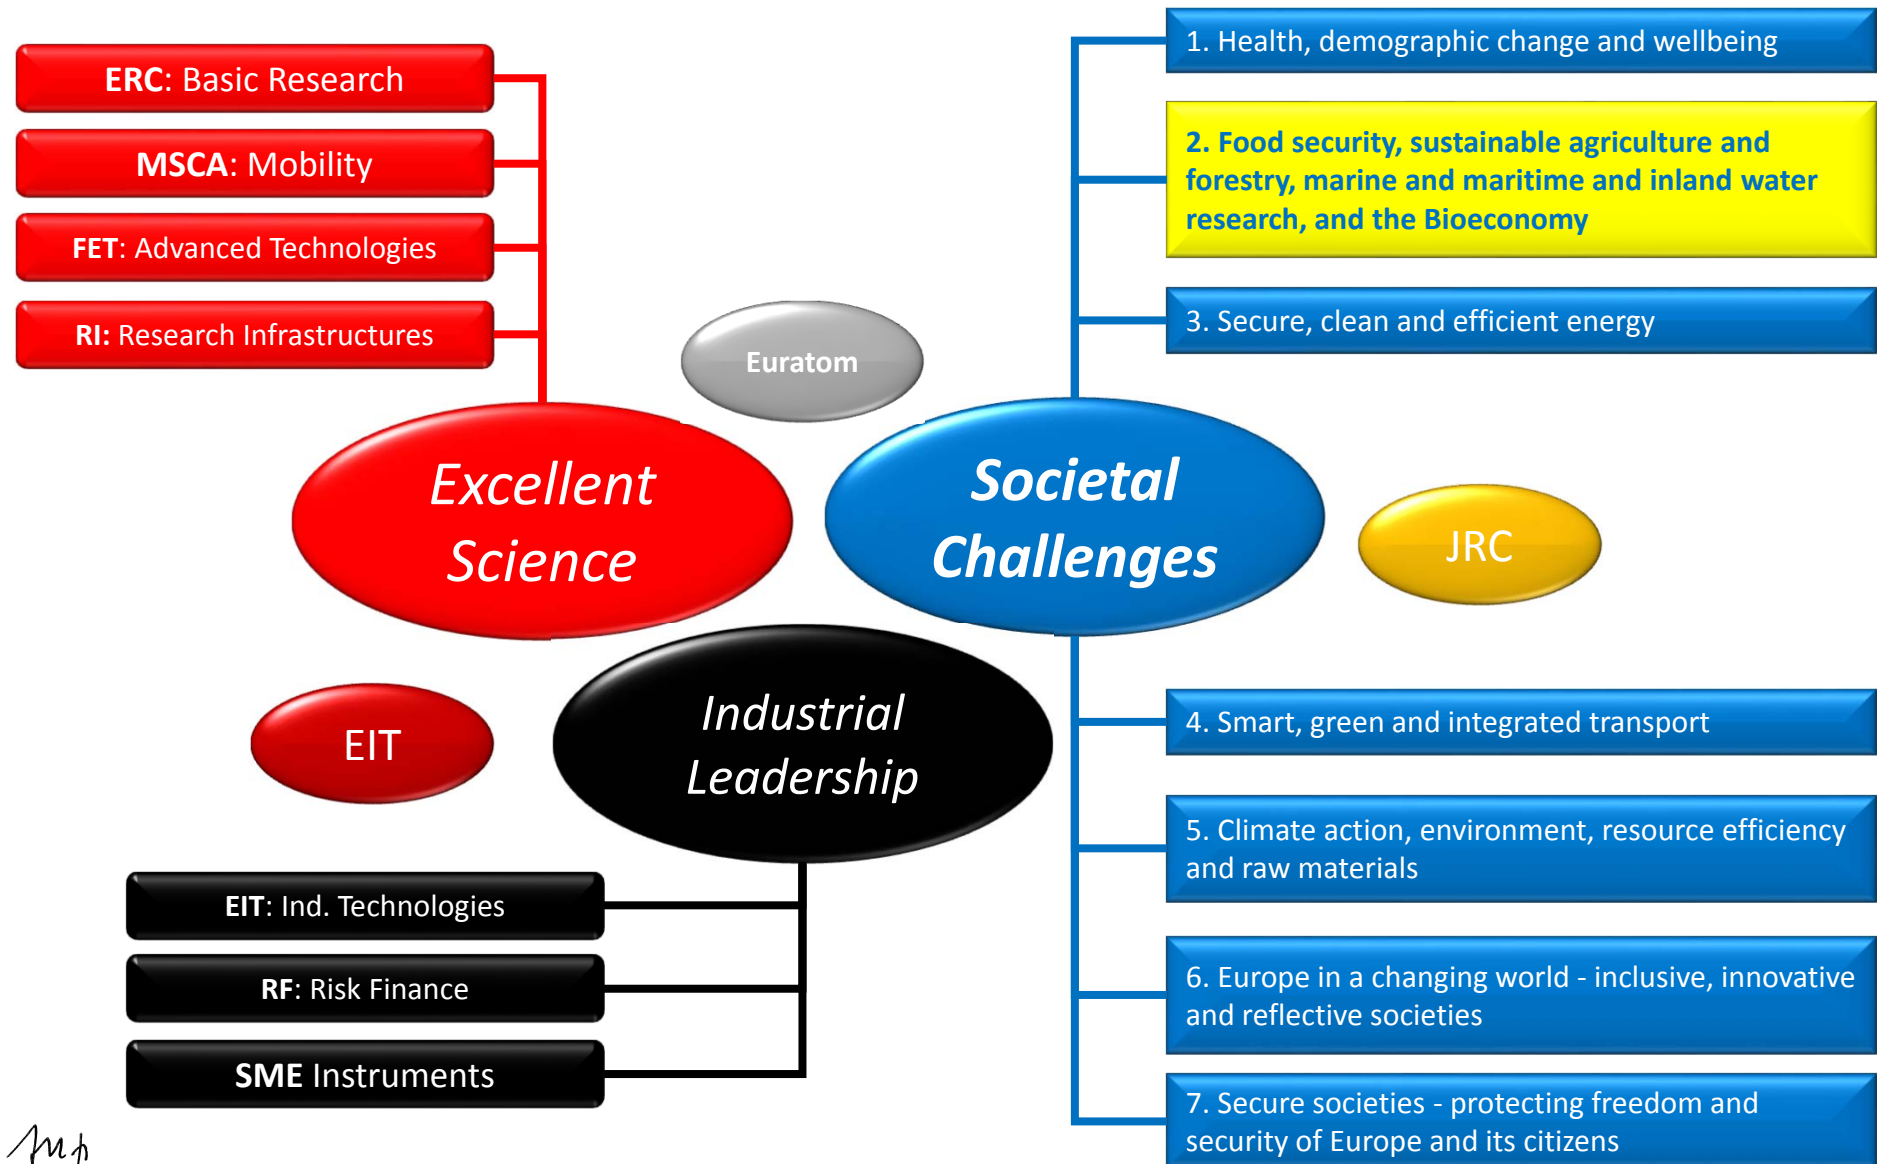 ERC: Basic Research
MSCA: Mobility
FET: Advanced Technologies
RI: Research Infrastructures
Excellent
Science
Euratom
Societal
Challenges
JRC
1. Health, demographic change and wellbeing
2. Food security, sustainable agriculture and
forestry, marine and maritime and inland water
research, and the Bioeconomy
3. Secure, clean and efficient energy
4. Smart, green and integrated transport
5. Climate action, environment, resource efficiency
and raw materials
6. Europe in a changing world - inclusive, innovative
and reflective societies
7. Secure societies - protecting freedom and
security of Europe and its citizens
EIT
Industrial
Leadership
EIT: Ind. Technologies
RF: Risk Finance
SME Instruments